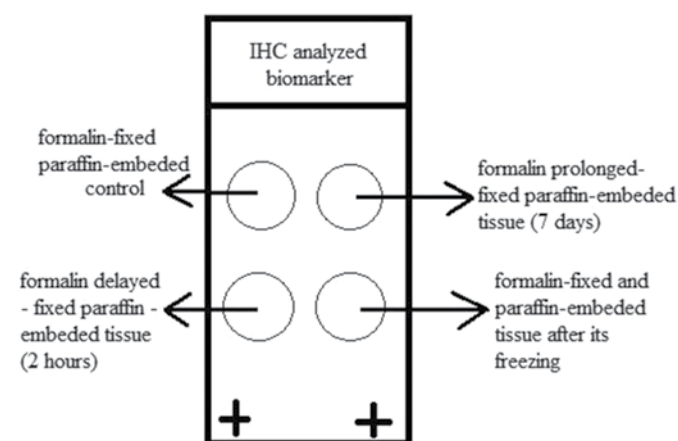 IHC analyzed
biomarker
formalin-fixed
paraffin-embeded
control
formalin prolonged-
fixed paraffin-embeded
tissue (7 days)
formalin delayed
- fixed paraffin -
embeded tissue
(2 hours)
formalin-fixed and
paraffin-embeded
tissue after its
freezing
+ +